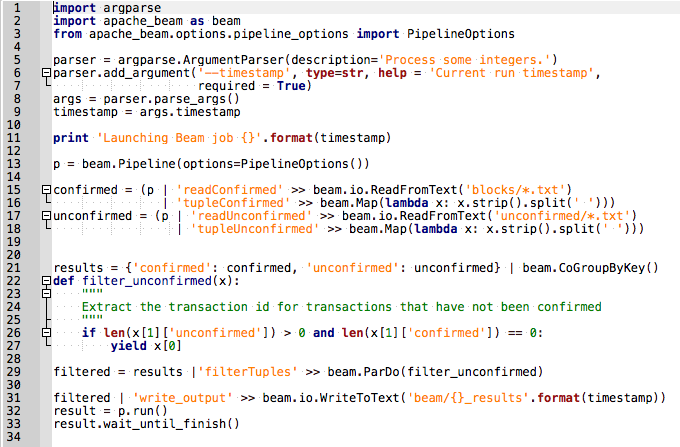 1 import argparse
2 import apache_beam as beam
3 from apache_beam.options.pipeline_options import PipelineOptions
4
5 parser = argparse.ArgumentParser(description='Process some integers.')
6 parser.add_argument('--timestamp', type=str, help = 'Current run timestamp',
7                     required = True)
8 args = parser.parse_args()
9 timestamp = args.timestamp
10
11 print 'Launching Beam job {}'.format(timestamp)
12
13 p = beam.Pipeline(options=PipelineOptions())
14
15 confirmed = (p | 'readConfirmed' >> beam.io.ReadFromText('blocks/*.txt')
16                | 'tupleConfirmed' >> beam.Map(lambda x: x.strip().split(' ')))
17 unconfirmed = (p | 'readUnconfirmed' >> beam.io.ReadFromText('unconfirmed/*.txt')
18                  | 'tupleUnconfirmed' >> beam.Map(lambda x: x.strip().split(' ')))
19
20
21 results = {'confirmed': confirmed, 'unconfirmed': unconfirmed} | beam.CoGroupByKey()
22 def filter_unconfirmed(x):
23     """
24     Extract the transaction id for transactions that have not been confirmed
25     """
26     if len(x[1]['unconfirmed']) > 0 and len(x[1]['confirmed']) == 0:
27         yield x[0]
28
29 filtered = results |'filterTuples' >> beam.ParDo(filter_unconfirmed)
30
31 filtered | 'write_output' >> beam.io.WriteToText('beam/{}_results'.format(timestamp))
32 result = p.run()
33 result.wait_until_finish()
34